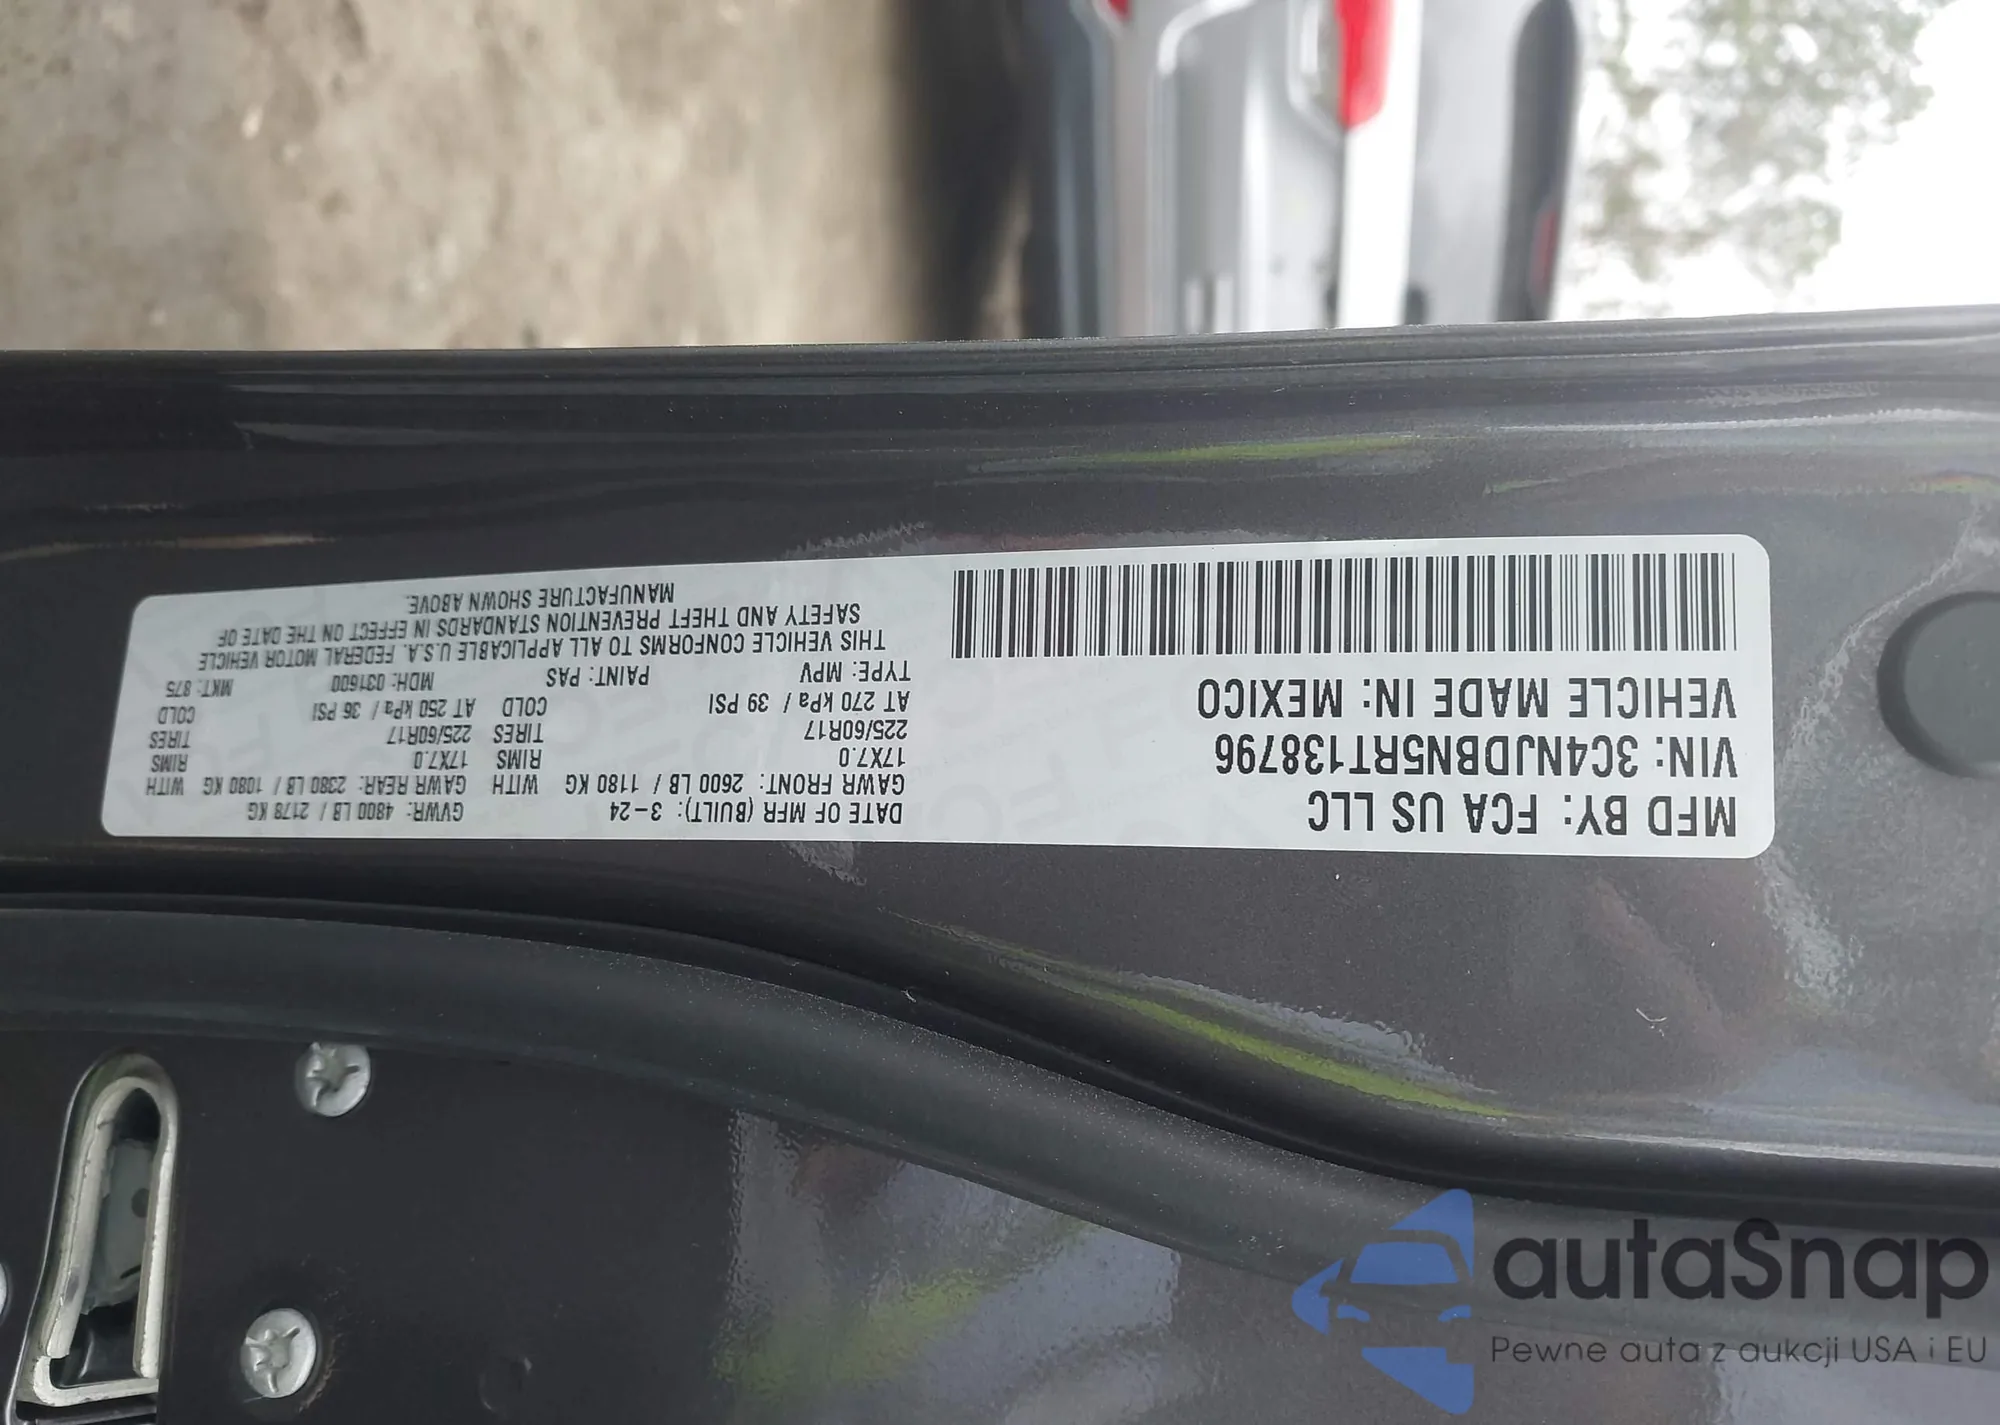 MFD BY: FCA US LLC
VIN: 3C4NJDBN5RT138796
VEHICLE MADE IN: MEXICO
DATE OF MFR (BUILT): 3-24 GVWR: 4800 LB / 2178 KG
GAWR FRONT: 2600 LB / 1180 KG WITH GAWR REAR: 2380 LB / 1080 KG WITH
17X7.0 RIMS 17X7.0 RIMS
225/60R17 TIRES 225/60R17 TIRES
AT 270 kPa / 39 PSI COLD AT 250 kPa / 36 PSI COLD
TYPE: MPV PAINT: PAS MDH: 031600 MKT: 875
THIS VEHICLE CONFORMS TO ALL APPLICABLE U.S.A. FEDERAL MOTOR VEHICLE
SAFETY AND THEFT PREVENTION STANDARDS IN EFFECT ON THE DATE OF
MANUFACTURE SHOWN ABOVE.
autaSnap
Pewne auta z aukcji USA i EU